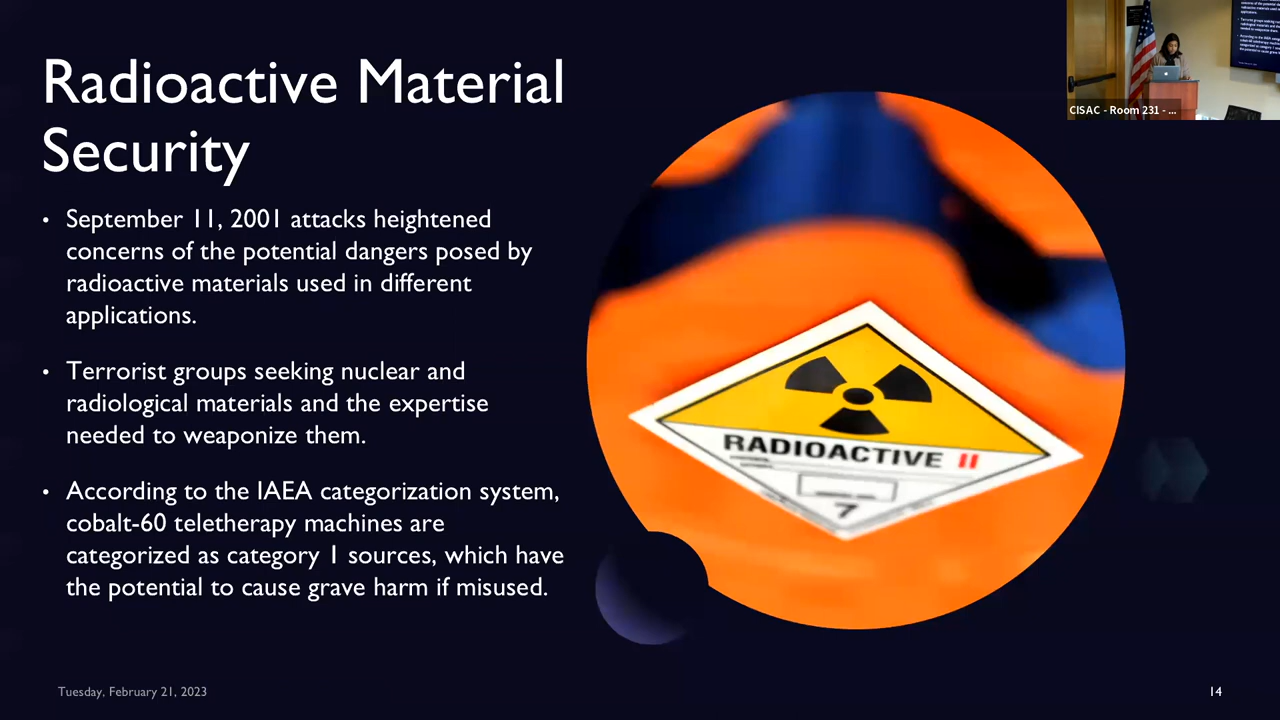 Radioactive Material
Security
• September 11, 2001 attacks heightened
concerns of the potential dangers posed by
radioactive materials used in different
applications.
• Terrorist groups seeking nuclear and
radiological materials and the expertise
needed to weaponize them.
• According to the IAEA categorization system,
cobalt-60 teletherapy machines are
categorized as category 1 sources, which have
the potential to cause grave harm if misused.
RADIOACTIVE II
7
CISAC - Room 231 - ...
Tuesday, February 21, 2023
14